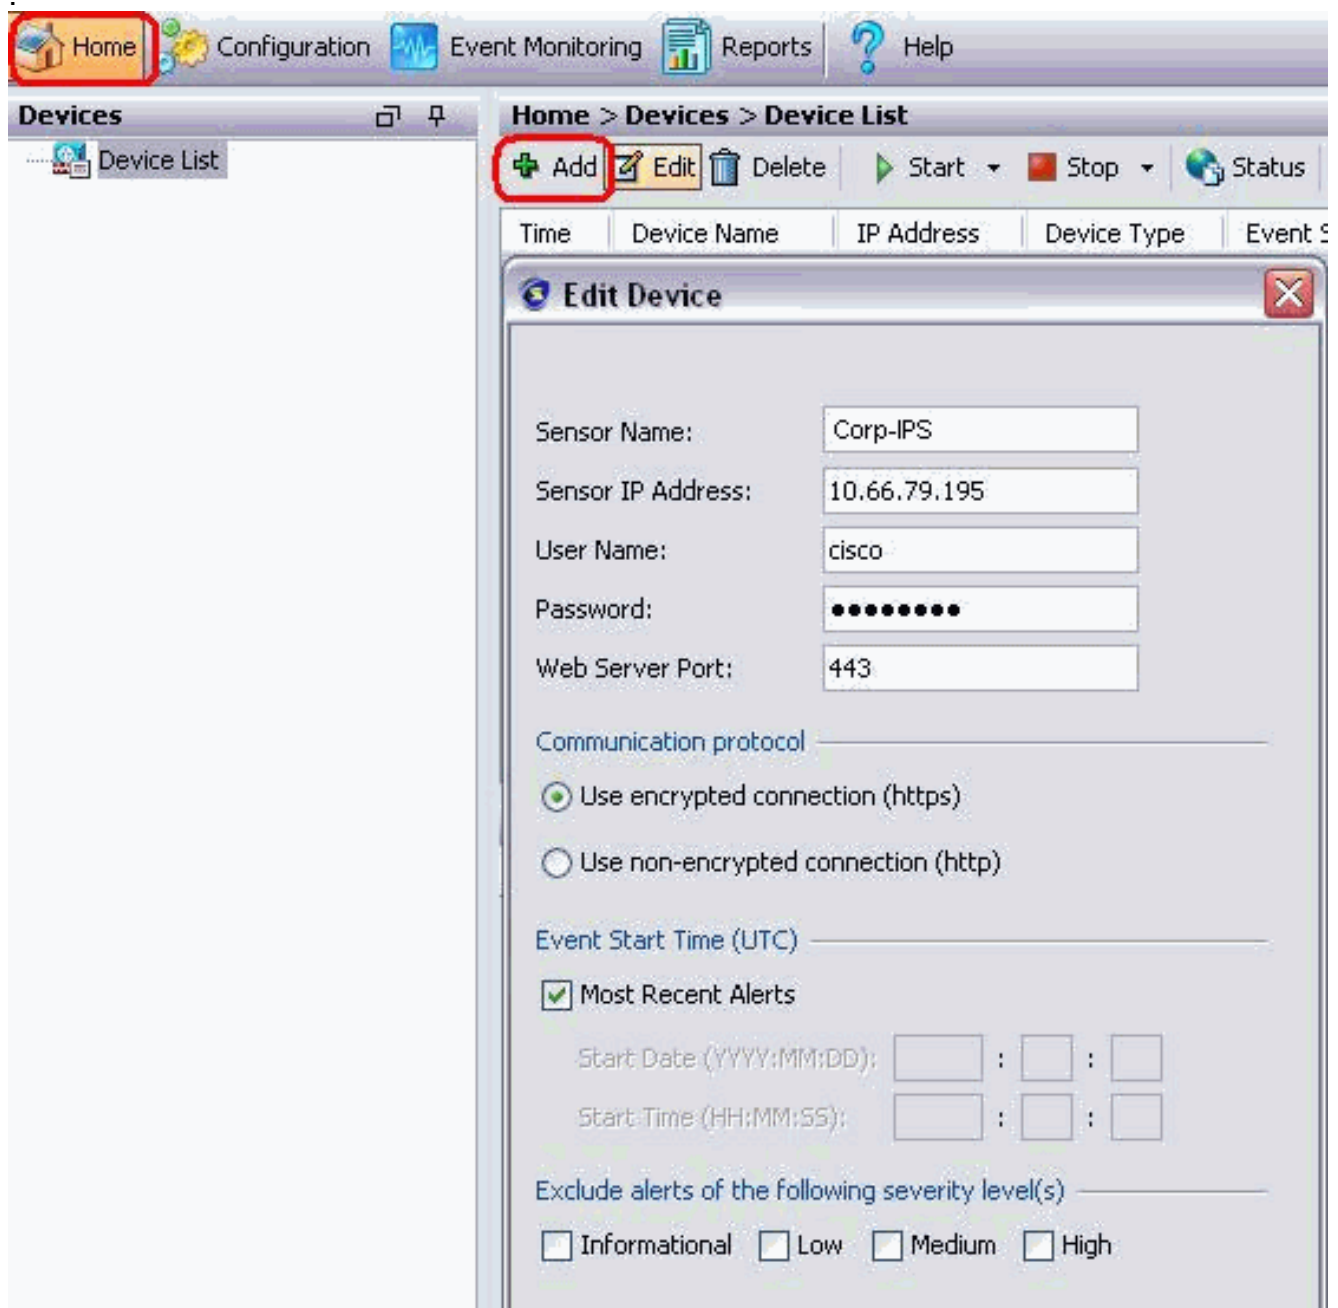 Home Configuration Event Monitoring Reports Help
Devices
Device List
Home > Devices > Device List
Add Edit Delete Start Stop Status
Time Device Name IP Address Device Type Event S
Edit Device
Sensor Name: Corp-IPS
Sensor IP Address: 10.66.79.195
User Name: cisco
Password: ••••••••
Web Server Port: 443
Communication protocol
Use encrypted connection (https)
Use non-encrypted connection (http)
Event Start Time (UTC)
Most Recent Alerts
Start Date (YYYY:MM:DD): : :
Start Time (HH:MM:SS): : :
Exclude alerts of the following severity level(s)
Informational Low Medium High